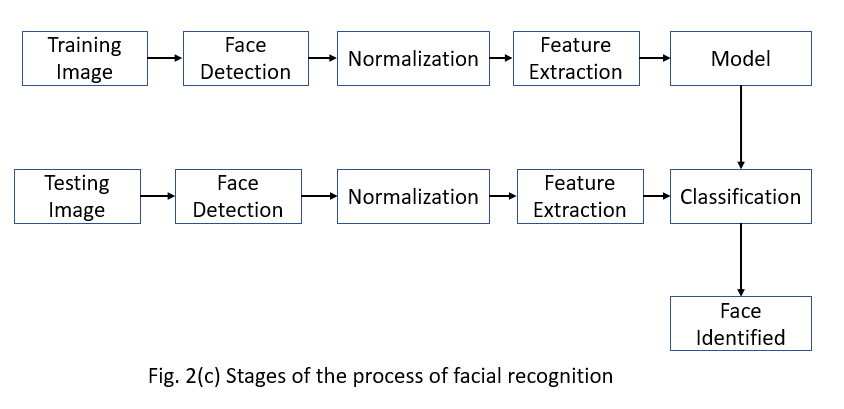 Training
Image
Face
Detection
Normalization
Feature
Extraction
Model
Testing
Image
Face
Detection
Normalization
Feature
Extraction
Classification
Face
Identified
Fig. 2(c) Stages of the process of facial recognition